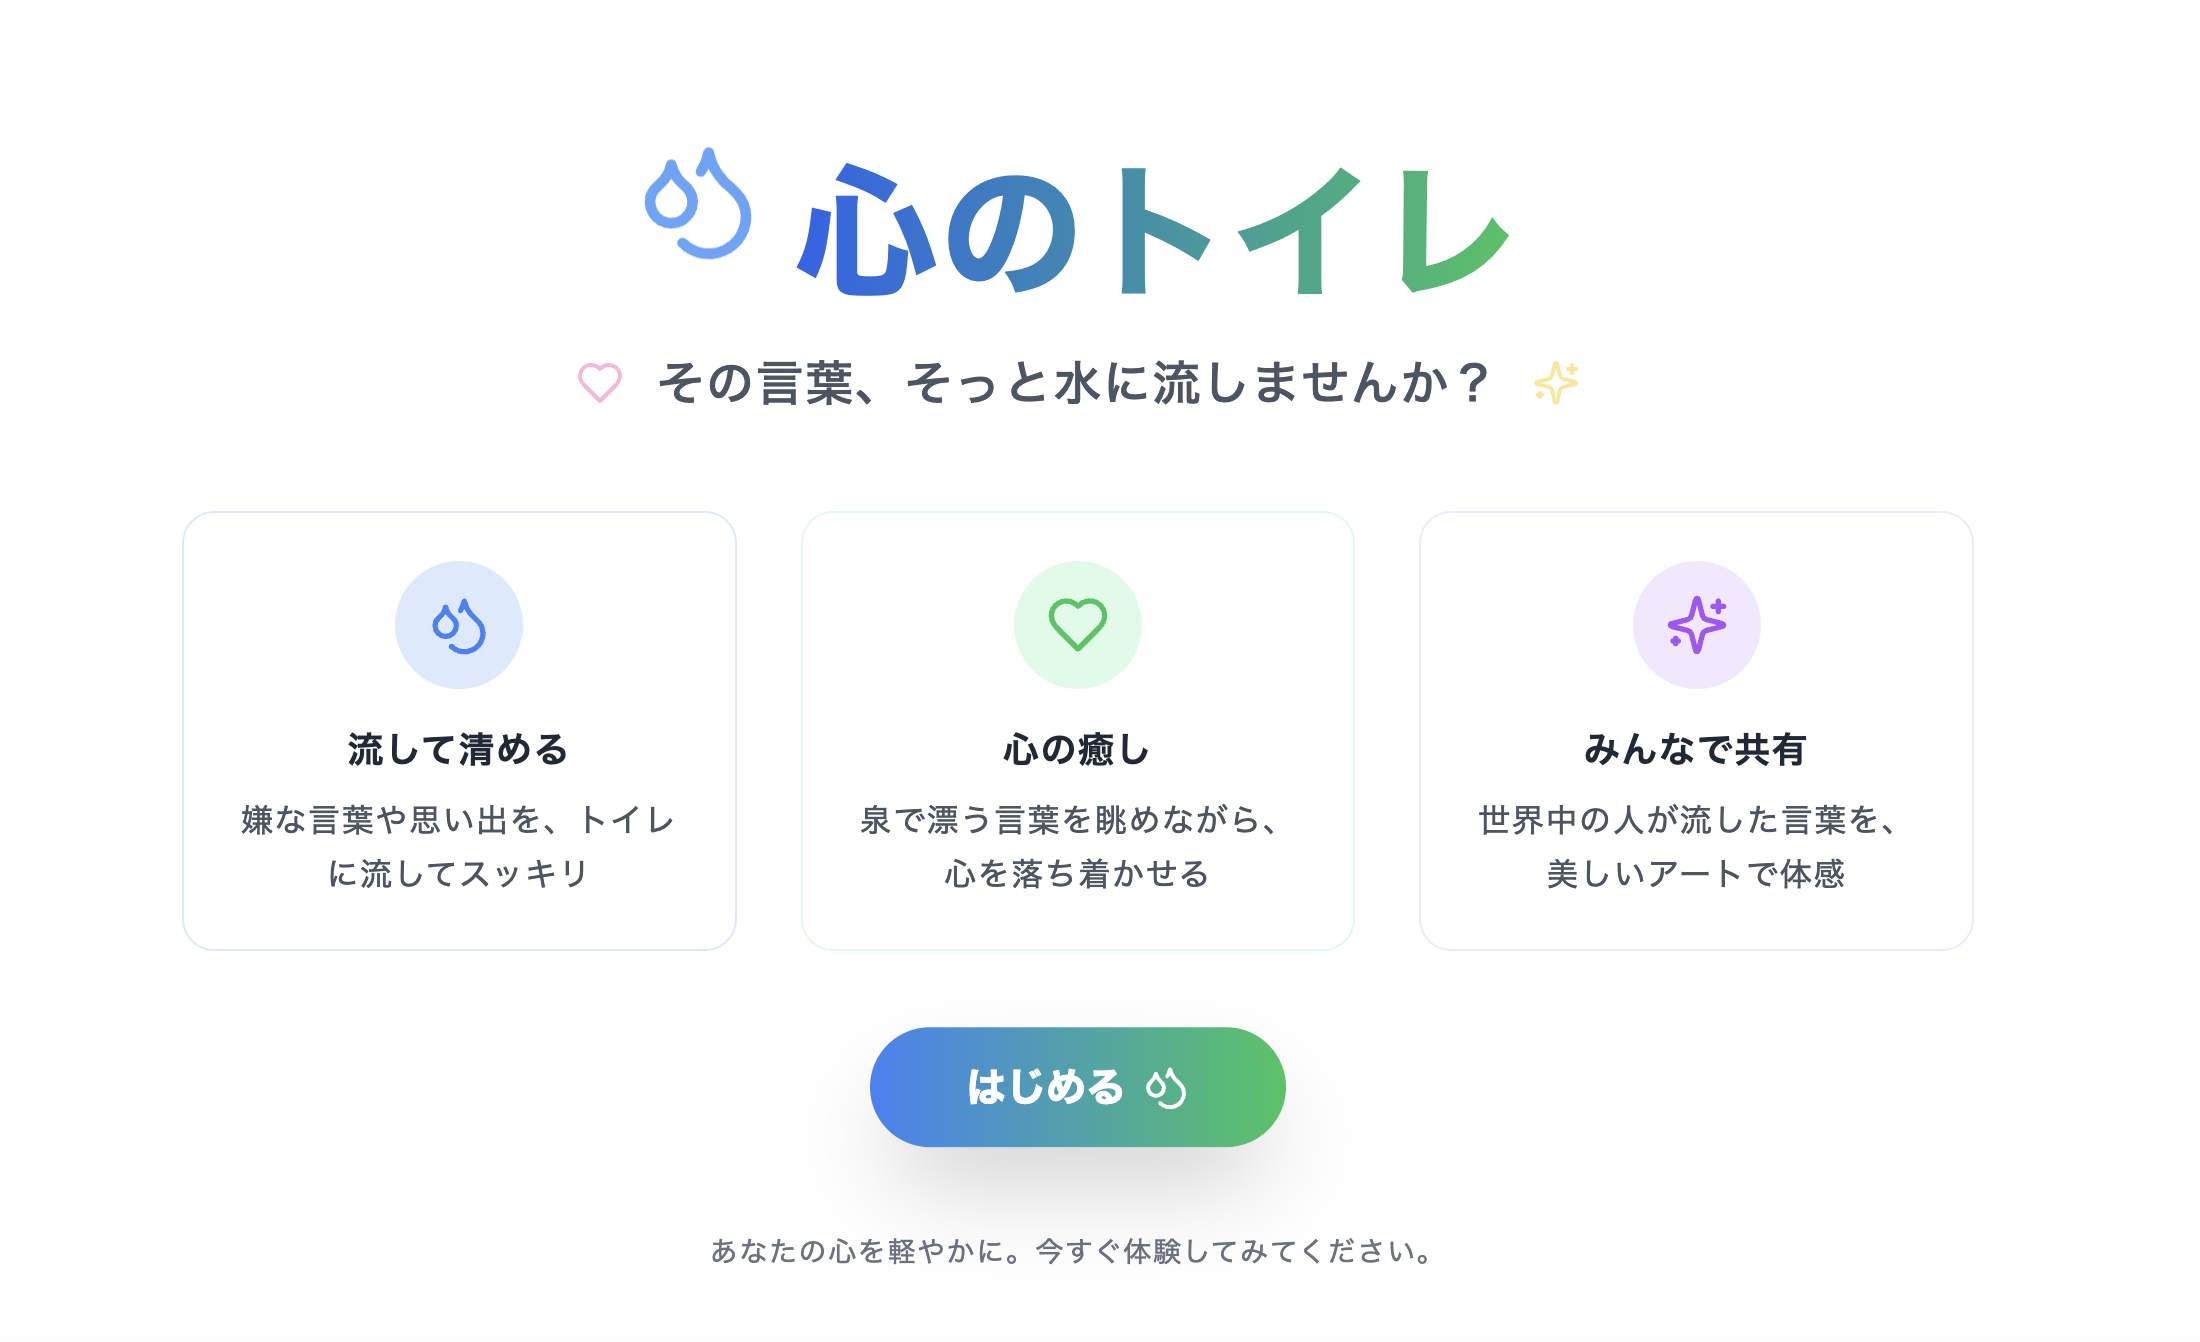 心のトイレ
その言葉、そっと水に流しませんか？
流して清める
嫌な言葉や思い出を、トイレ
に流してスッキリ
心の癒し
泉で漂う言葉を眺めながら、
心を落ち着かせる
みんなで共有
世界中の人が流した言葉を、
美しいアートで体感
はじめる
あなたの心を軽やかに。今すぐ体験してみてください。